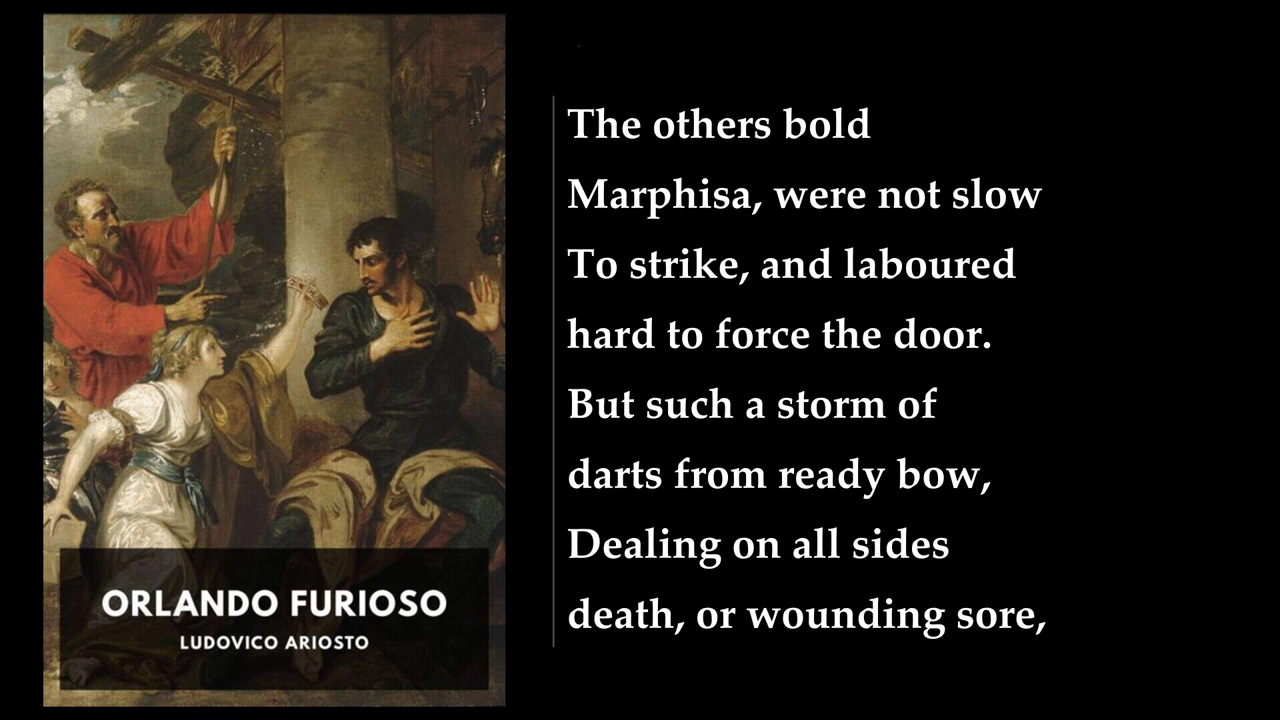 ORLANDO FURIOSO
LUDOVICO ARIOSTO
The others bold
Marphisa, were not slow
To strike, and laboured
hard to force the door.
But such a storm of
darts from ready bow,
Dealing on all sides
death, or wounding sore,